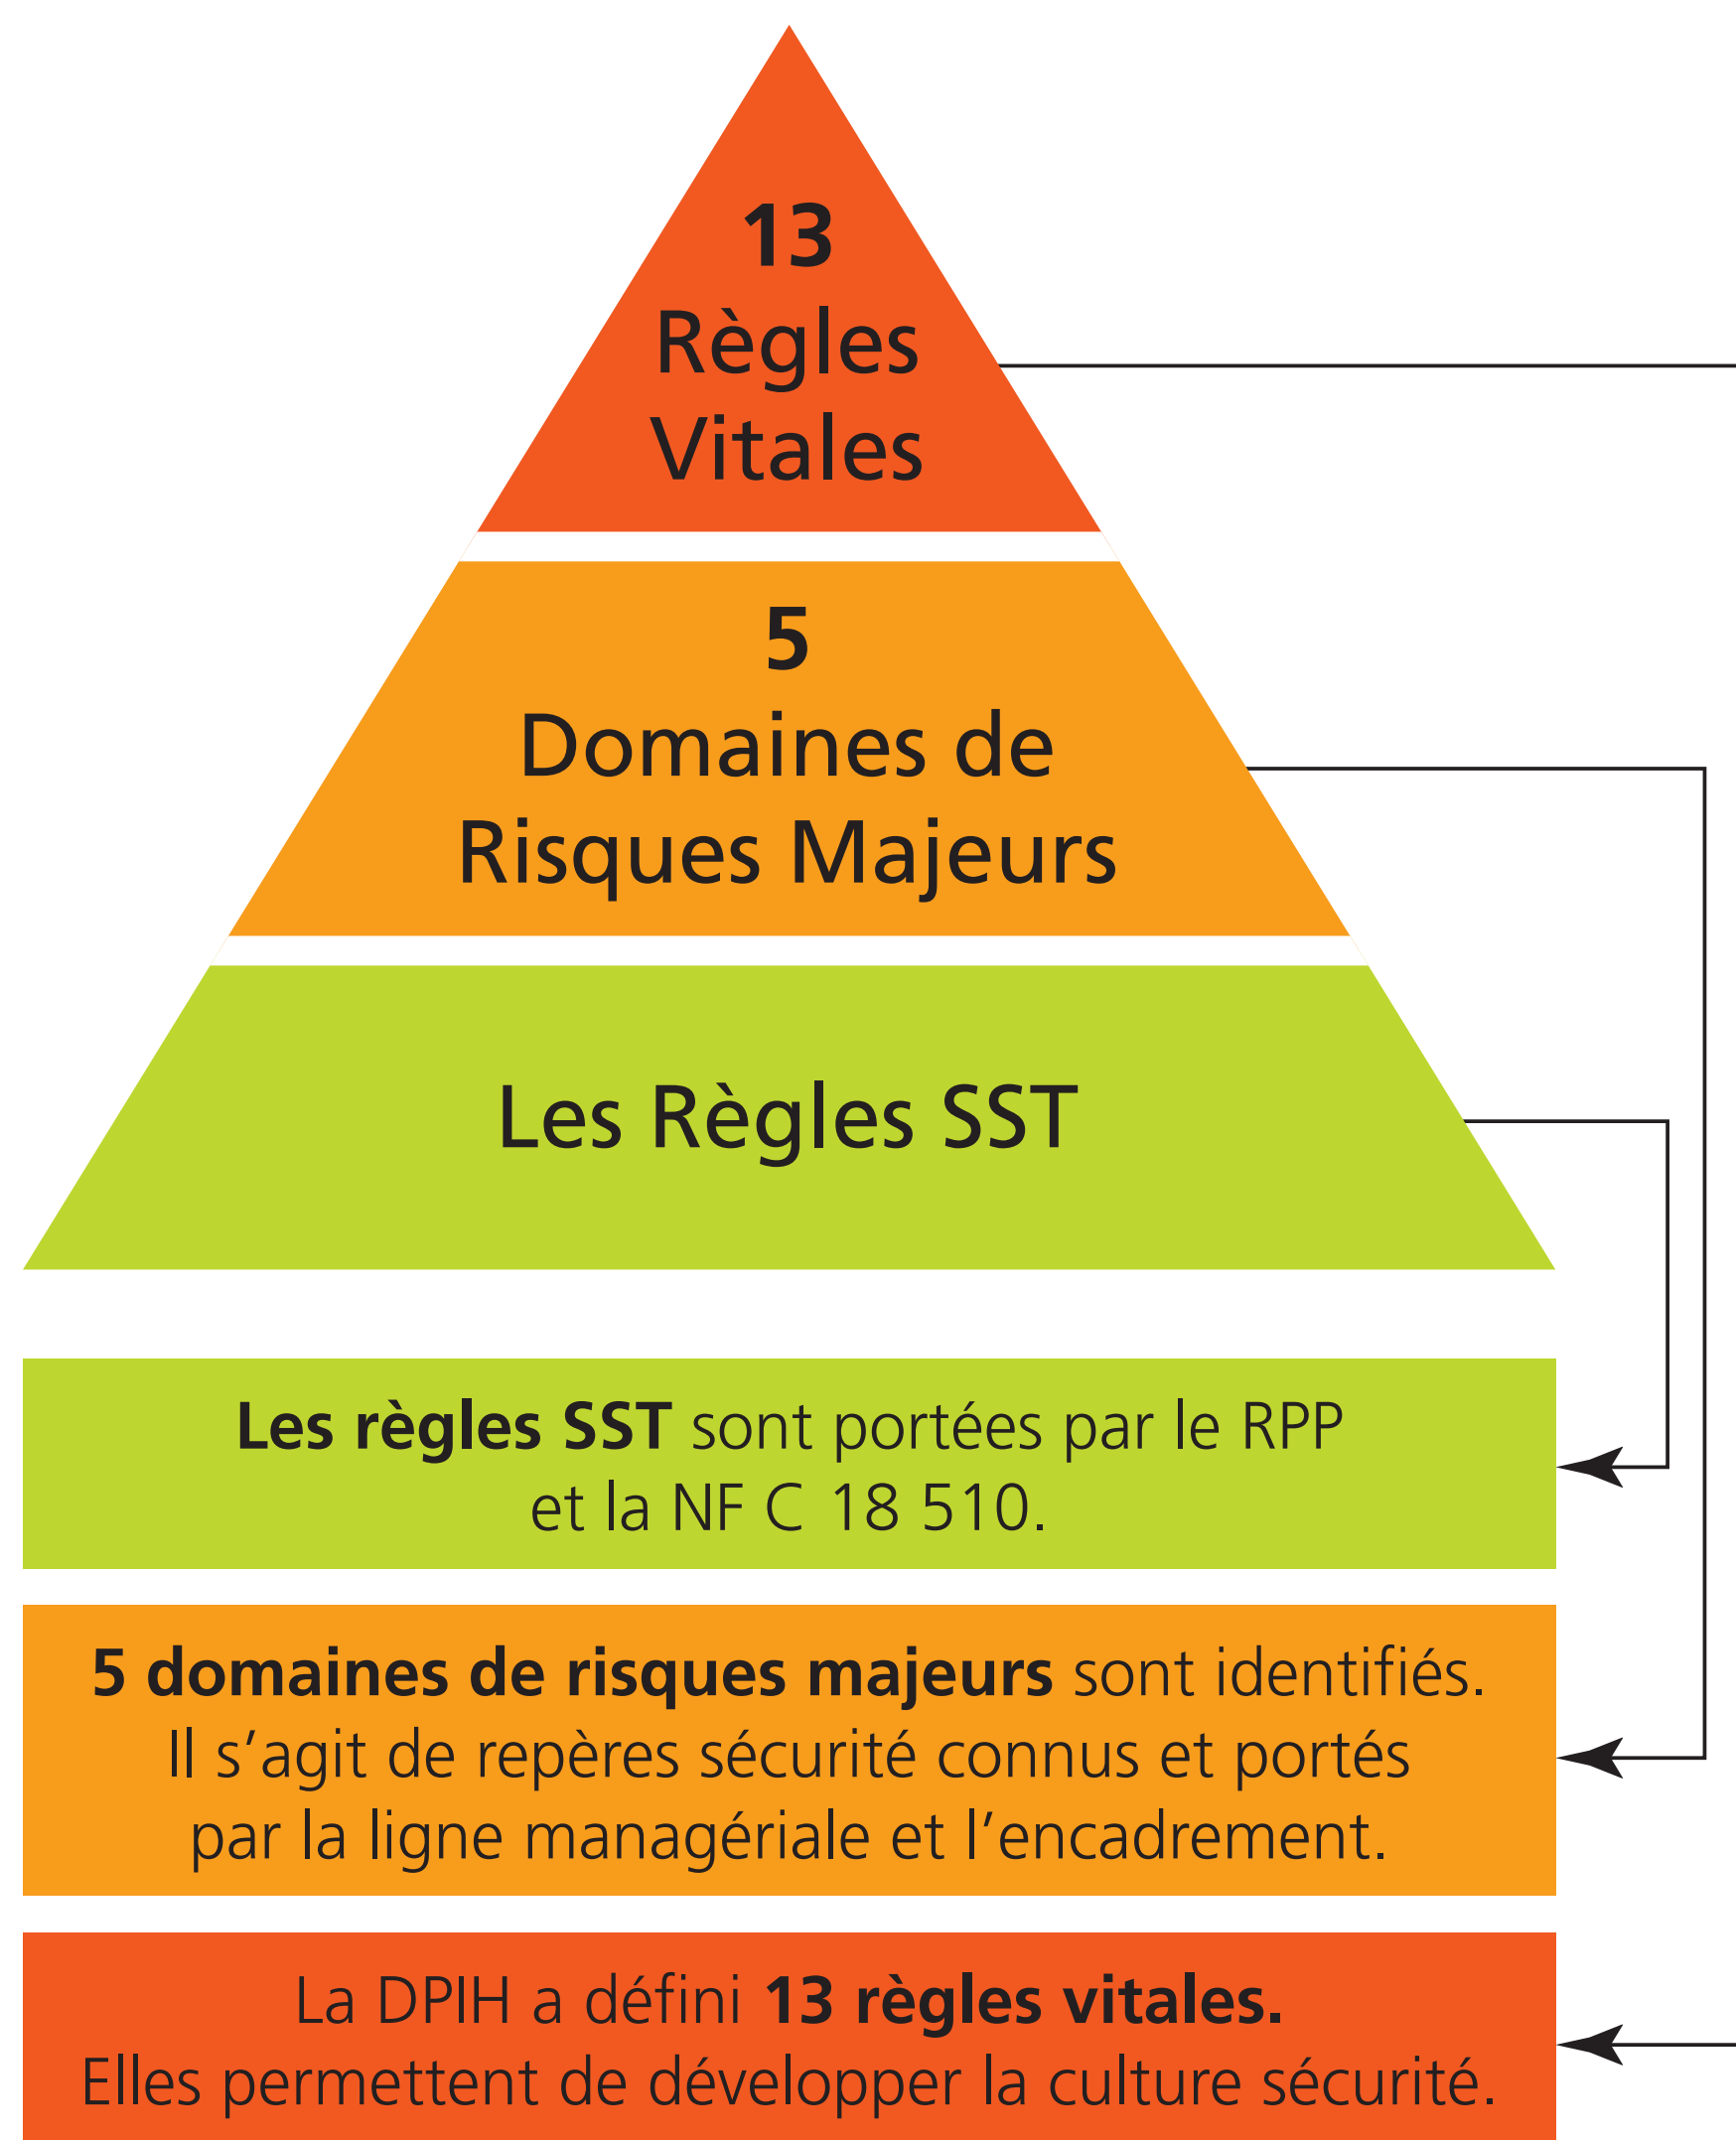 13
Règles
Vitales
5
Domaines de
Risques Majeurs
Les Règles SST
Les règles SST sont portées par le RPP
et la NF C 18 510.
5 domaines de risques majeurs sont identifiés.
Il s’agit de repères sécurité connus et portés
par la ligne managériale et l’encadrement.
La DPIH a défini 13 règles vitales.
Elles permettent de développer la culture sécurité.